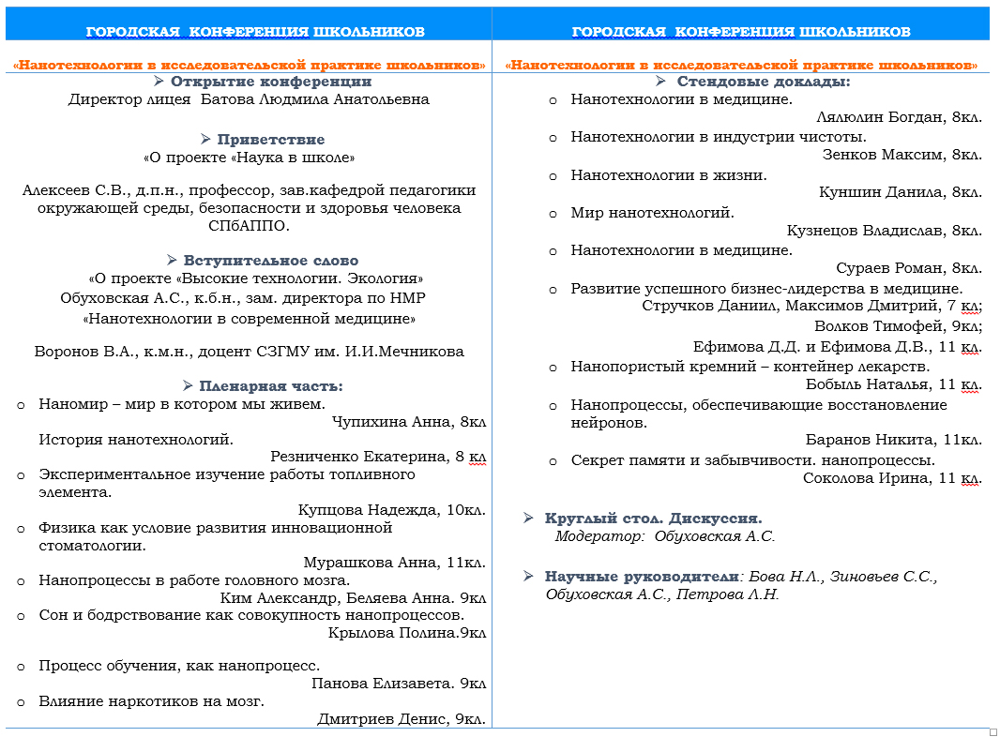 ГОРОДСКАЯ КОНФЕРЕНЦИЯ ШКОЛЬНИКОВ
«Нанотехнологии в исследовательской практике школьников»
➢ Открытие конференции
Директор лицея Батова Людмила Анатольевна
➢ Приветствие
«О проекте «Наука в школе»
Алексеев С.В., д.п.н., профессор, зав.кафедрой педагогики
окружающей среды, безопасности и здоровья человека
СПбАППО.
➢ Вступительное слово
«О проекте «Высокие технологии. Экология»
Обуховская А.С., к.б.н., зам. директора по НМР
«Нанотехнологии в современной медицине»
Воронов В.А., к.м.н., доцент СЗГМУ им. И.И.Мечникова
➢ Пленарная часть:
o Наномир – мир в котором мы живем.
Чупихина Анна, 8кл
История нанотехнологий.
Резниченко Екатерина, 8 кл
o Экспериментальное изучение работы топливного
элемента.
Купцова Надежда, 10кл.
o Физика как условие развития инновационной
стоматологии.
Мурашкова Анна, 11кл.
o Нанопроцессы в работе головного мозга.
Ким Александр, Беляева Анна. 9кл
o Сон и бодрствование как совокупность нанопроцессов.
Крылова Полина.9кл
o Процесс обучения, как нанопроцесс.
Панова Елизавета. 9кл
o Влияние наркотиков на мозг.
Дмитриев Денис, 9кл.
ГОРОДСКАЯ КОНФЕРЕНЦИЯ ШКОЛЬНИКОВ
«Нанотехнологии в исследовательской практике школьников»
➢ Стендовые доклады:
o Нанотехнологии в медицине.
Лялюлин Богдан, 8кл.
o Нанотехнологии в индустрии чистоты.
Зенков Максим, 8кл.
o Нанотехнологии в жизни.
Куншин Данила, 8кл.
o Мир нанотехнологий.
Кузнецов Владислав, 8кл.
o Нанотехнологии в медицине.
Сураев Роман, 8кл.
o Развитие успешного бизнес-лидерства в медицине.
Стручков Даниил, Максимов Дмитрий, 7 кл;
Волков Тимофей, 9кл;
Ефимова Д.Д. и Ефимова Д.В., 11 кл.
o Нанопористый кремний – контейнер лекарств.
Бобыль Наталья, 11 кл.
o Нанопроцессы, обеспечивающие восстановление
нейронов.
Баранов Никита, 11кл.
o Секрет памяти и забывчивости. нанопроцессы.
Соколова Ирина, 11 кл.
➢ Круглый стол. Дискуссия.
Модератор: Обуховская А.С.
➢ Научные руководители: Бова Н.Л., Зиновьев С.С.,
Обуховская А.С., Петрова Л.Н.